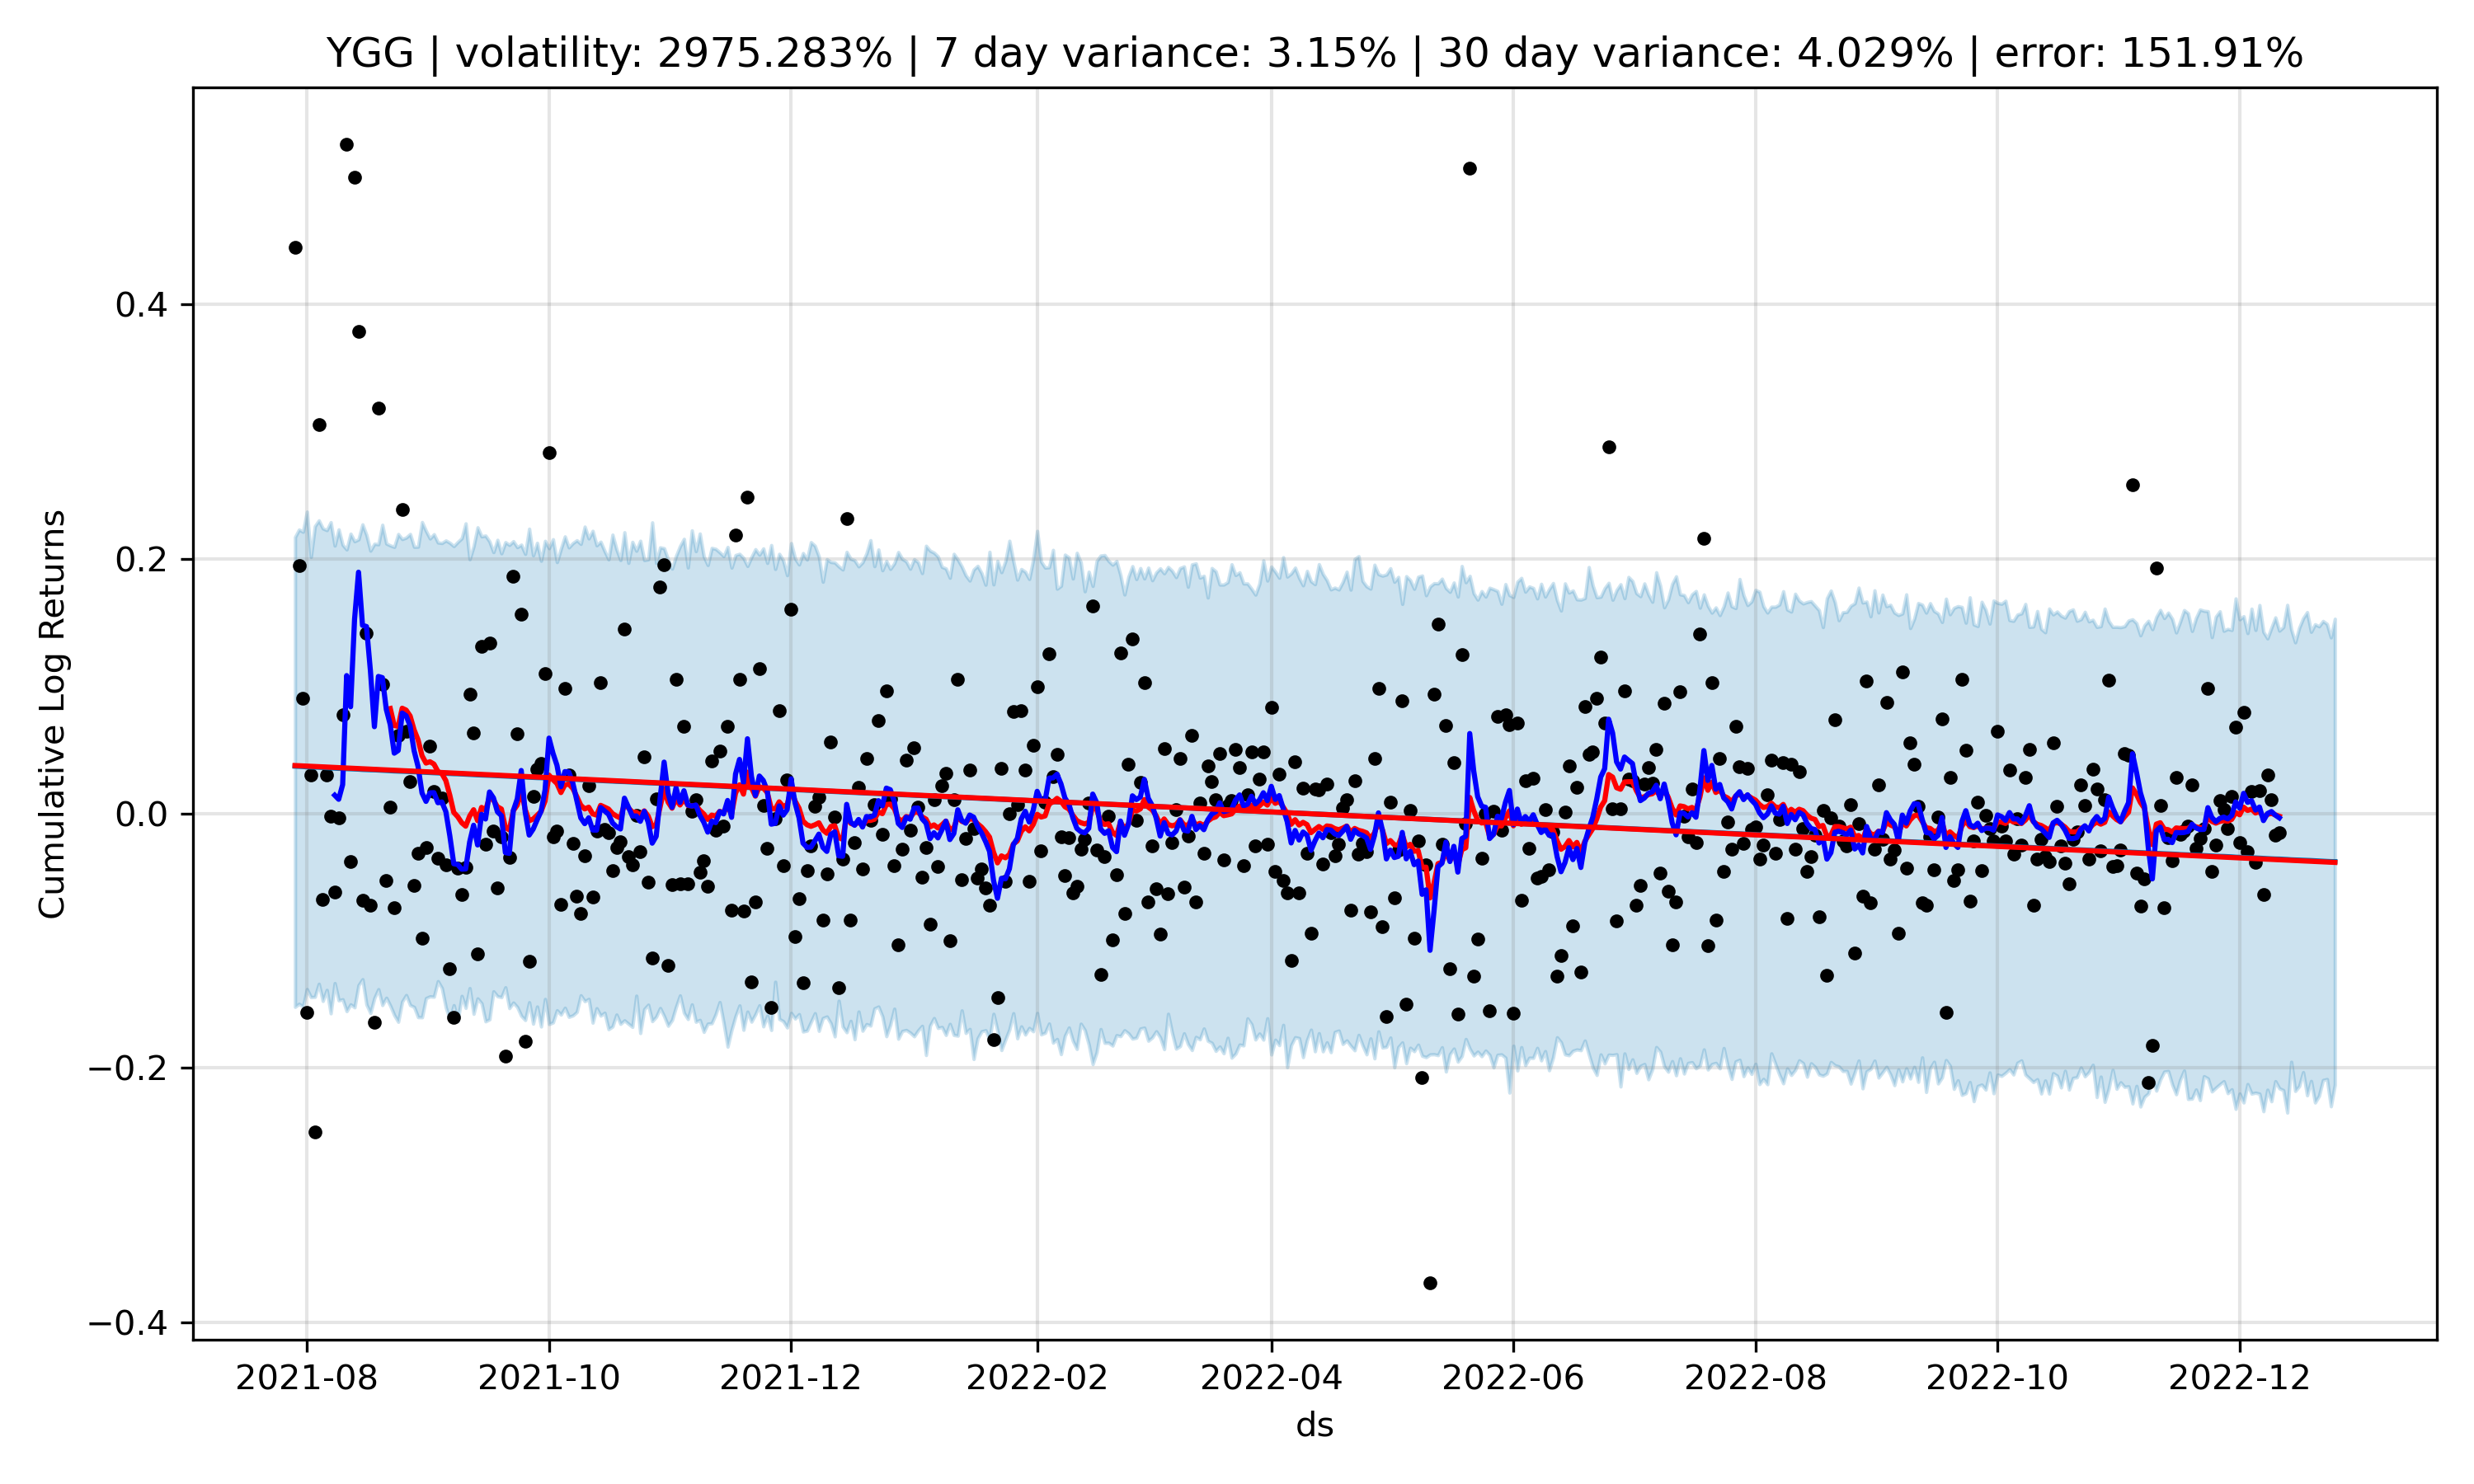 YGG | volatility: 2975.283% | 7 day variance: 3.15% | 30 day variance: 4.029% | error: 151.91%
Cumulative Log Returns
0.4
0.2
0.0
−0.2
−0.4
2021-08 2021-10 2021-12 2022-02 2022-04 2022-06 2022-08 2022-10 2022-12
ds